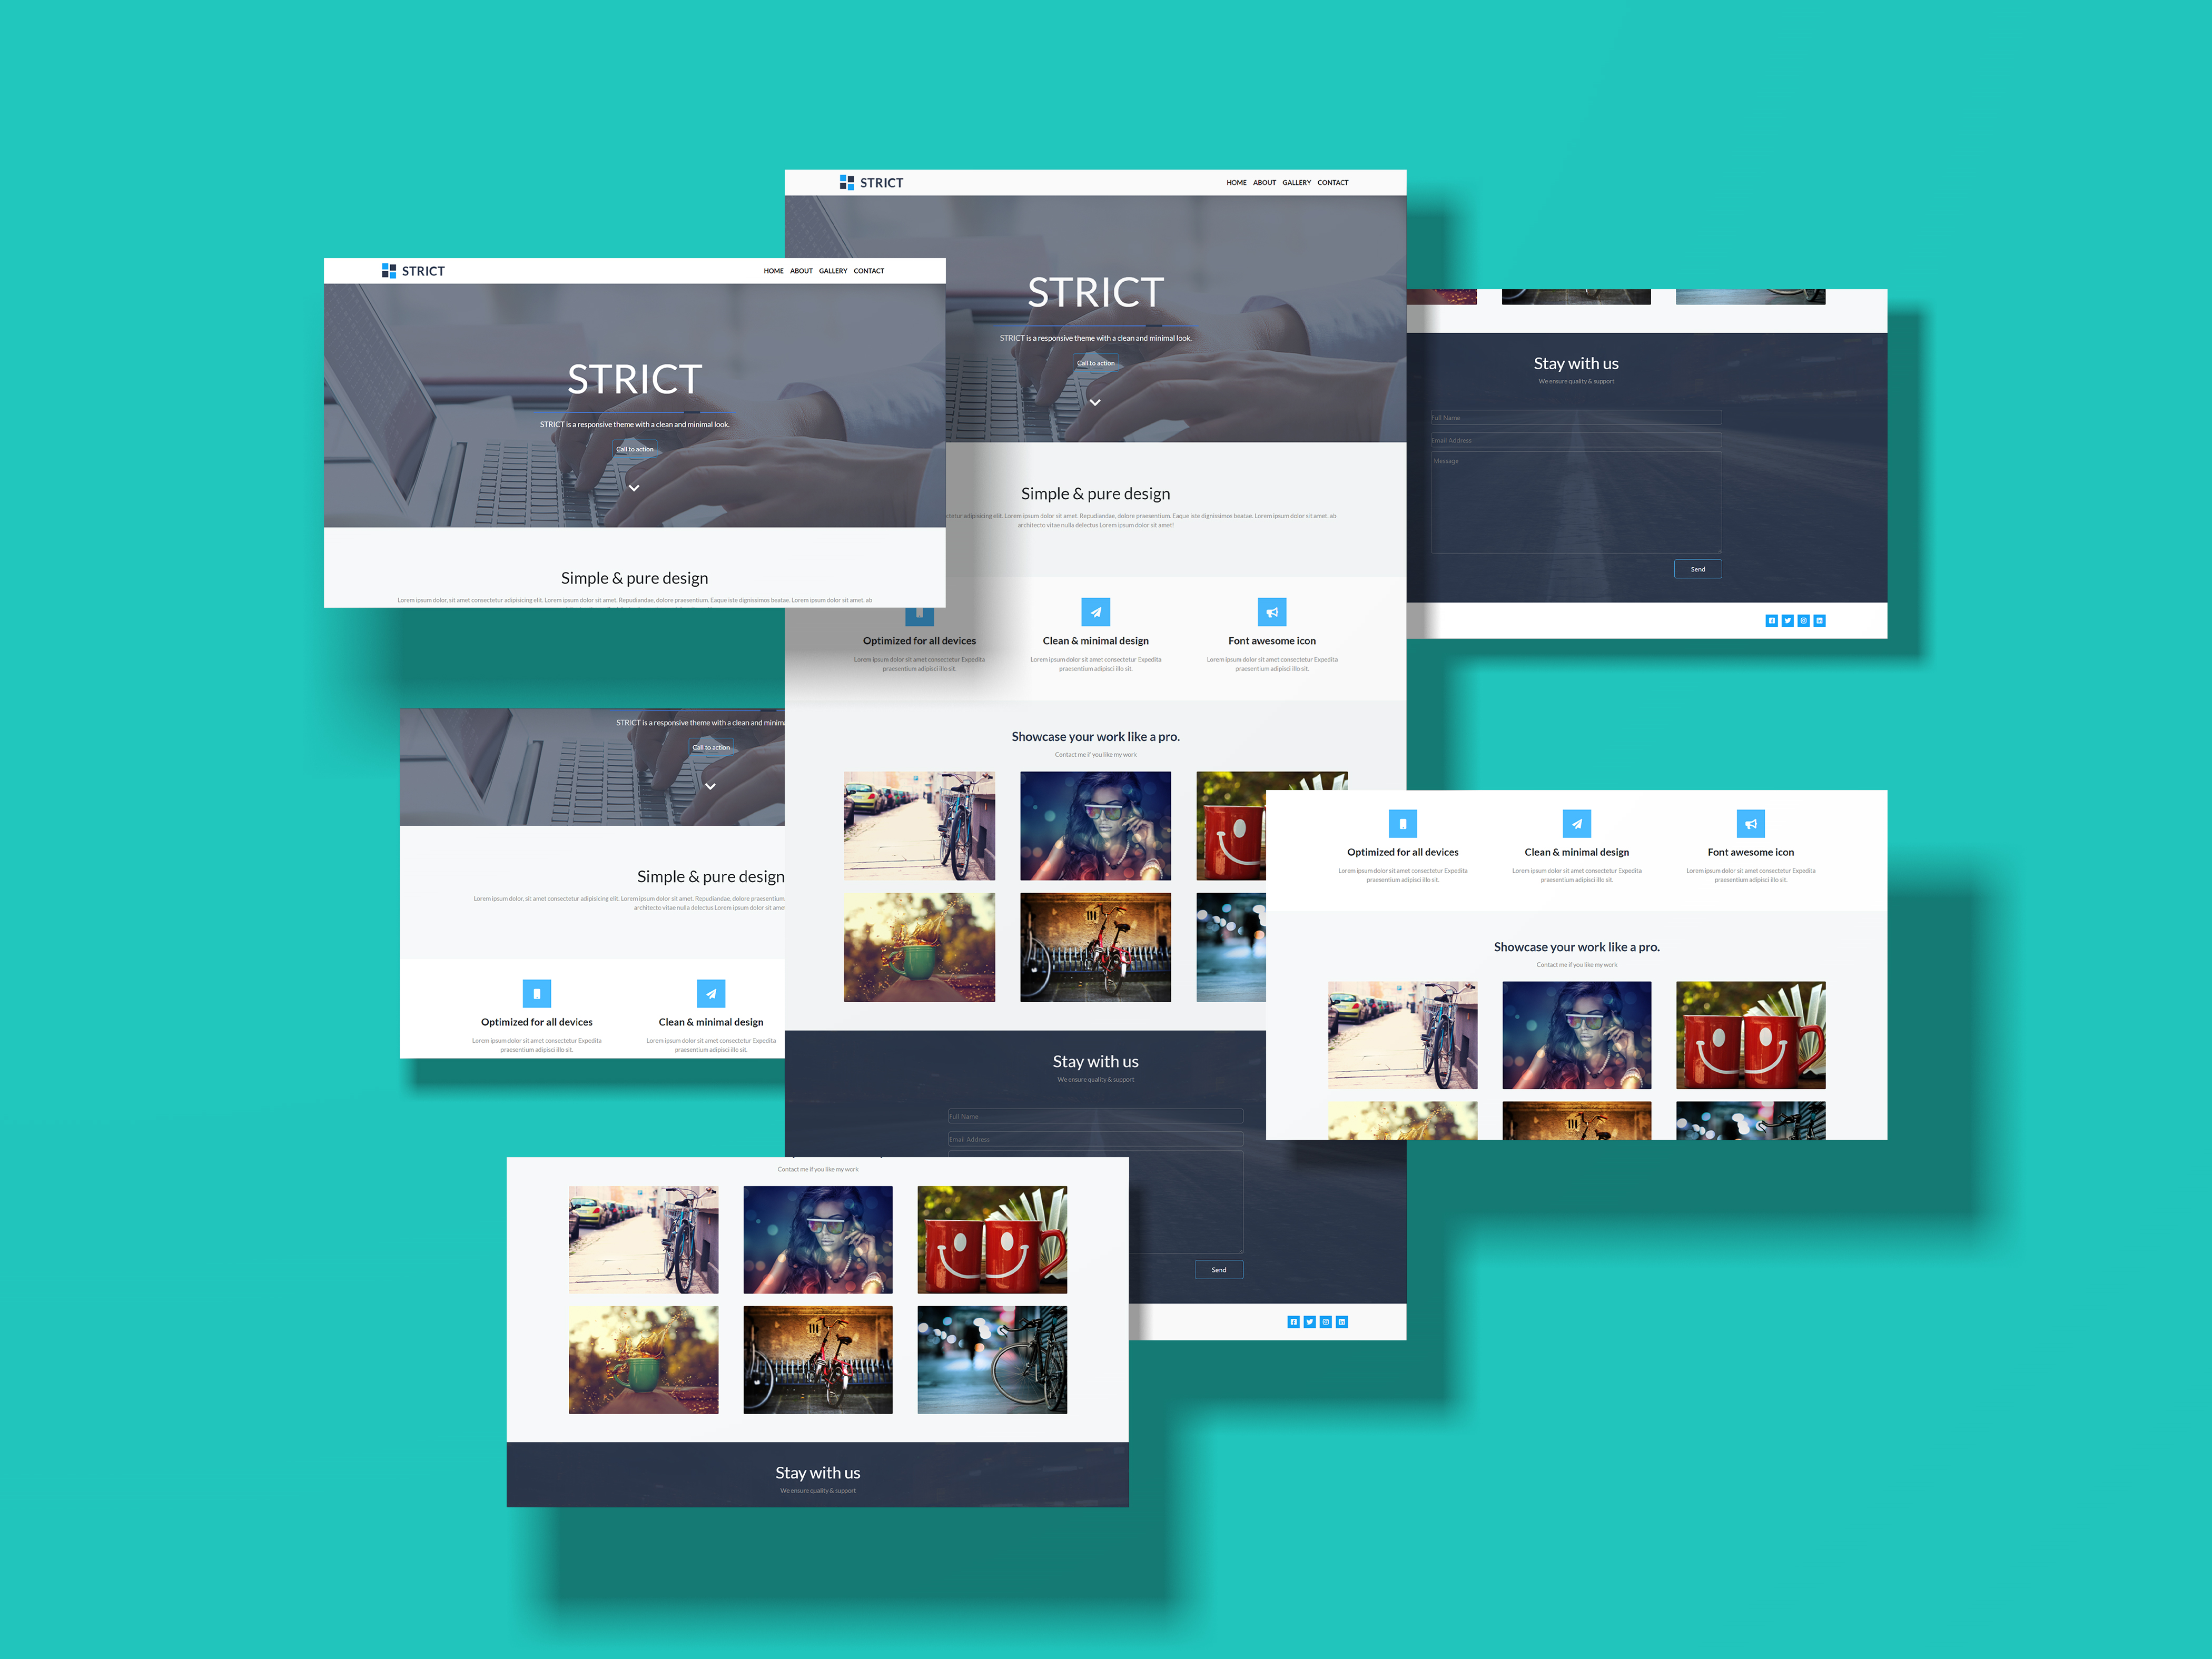 STRICT
HOME ABOUT GALLERY CONTACT
STRICT
STRICT is a responsive theme with a clean and minimal look.
Call to action
Simple & pure design
Lorem ipsum dolor, sit amet consectetur adipisicing elit. Lorem ipsum dolor sit amet. Repudiandae, dolore praesentium. Eaque iste dignissimos beatae. Lorem ipsum dolor sit amet. ab
STRICT
HOME ABOUT GALLERY CONTACT
STRICT
STRICT is a responsive theme with a clean and minimal look.
Call to action
Simple & pure design
adipisicing elit. Lorem ipsum dolor sit amet. Repudiandae, dolore praesentium. Eaque iste dignissimos beatae. Lorem ipsum dolor sit amet. ab
architecto vitae nulla delectus Lorem ipsum dolor sit amet!
Optimized for all devices
Lorem ipsum dolor sit amet consectetur Expedita
praesentium adipisci illo sit.
Clean & minimal design
Lorem ipsum dolor sit amet consectetur Expedita
praesentium adipisci illo sit.
Font awesome icon
Lorem ipsum dolor sit amet consectetur Expedita
praesentium adipisci illo sit.
Showcase your work like a pro.
Contact me if you like my work
Stay with us
We ensure quality & support
Full Name
Email Address
Send
Stay with us
We ensure quality & support
Full Name
Email Address
Message
Send
STRICT is a responsive theme with a clean and
Call to action
Simple & pure design
Lorem ipsum dolor, sit amet consectetur adipisicing elit. Lorem ipsum dolor sit amet. Repudiandae, dolore praesentium.
architecto vitae nulla delectus Lorem ipsum dolor sit
Optimized for all devices
Lorem ipsum dolor sit amet consectetur Expedita
praesentium adipisci illo sit.
Clean & minimal design
Lorem ipsum dolor sit amet consectetur Expedita
praesentium adipisci illo sit.
Optimized for all devices
Lorem ipsum dolor sit amet consectetur Expedita
praesentium adipisci illo sit.
Clean & minimal design
Lorem ipsum dolor sit amet consectetur Expedita
praesentium adipisci illo sit.
Font awesome icon
Lorem ipsum dolor sit amet consectetur Expedita
praesentium adipisci illo sit.
Showcase your work like a pro.
Contact me if you like my work
Contact me if you like my work
Stay with us
We ensure quality & support